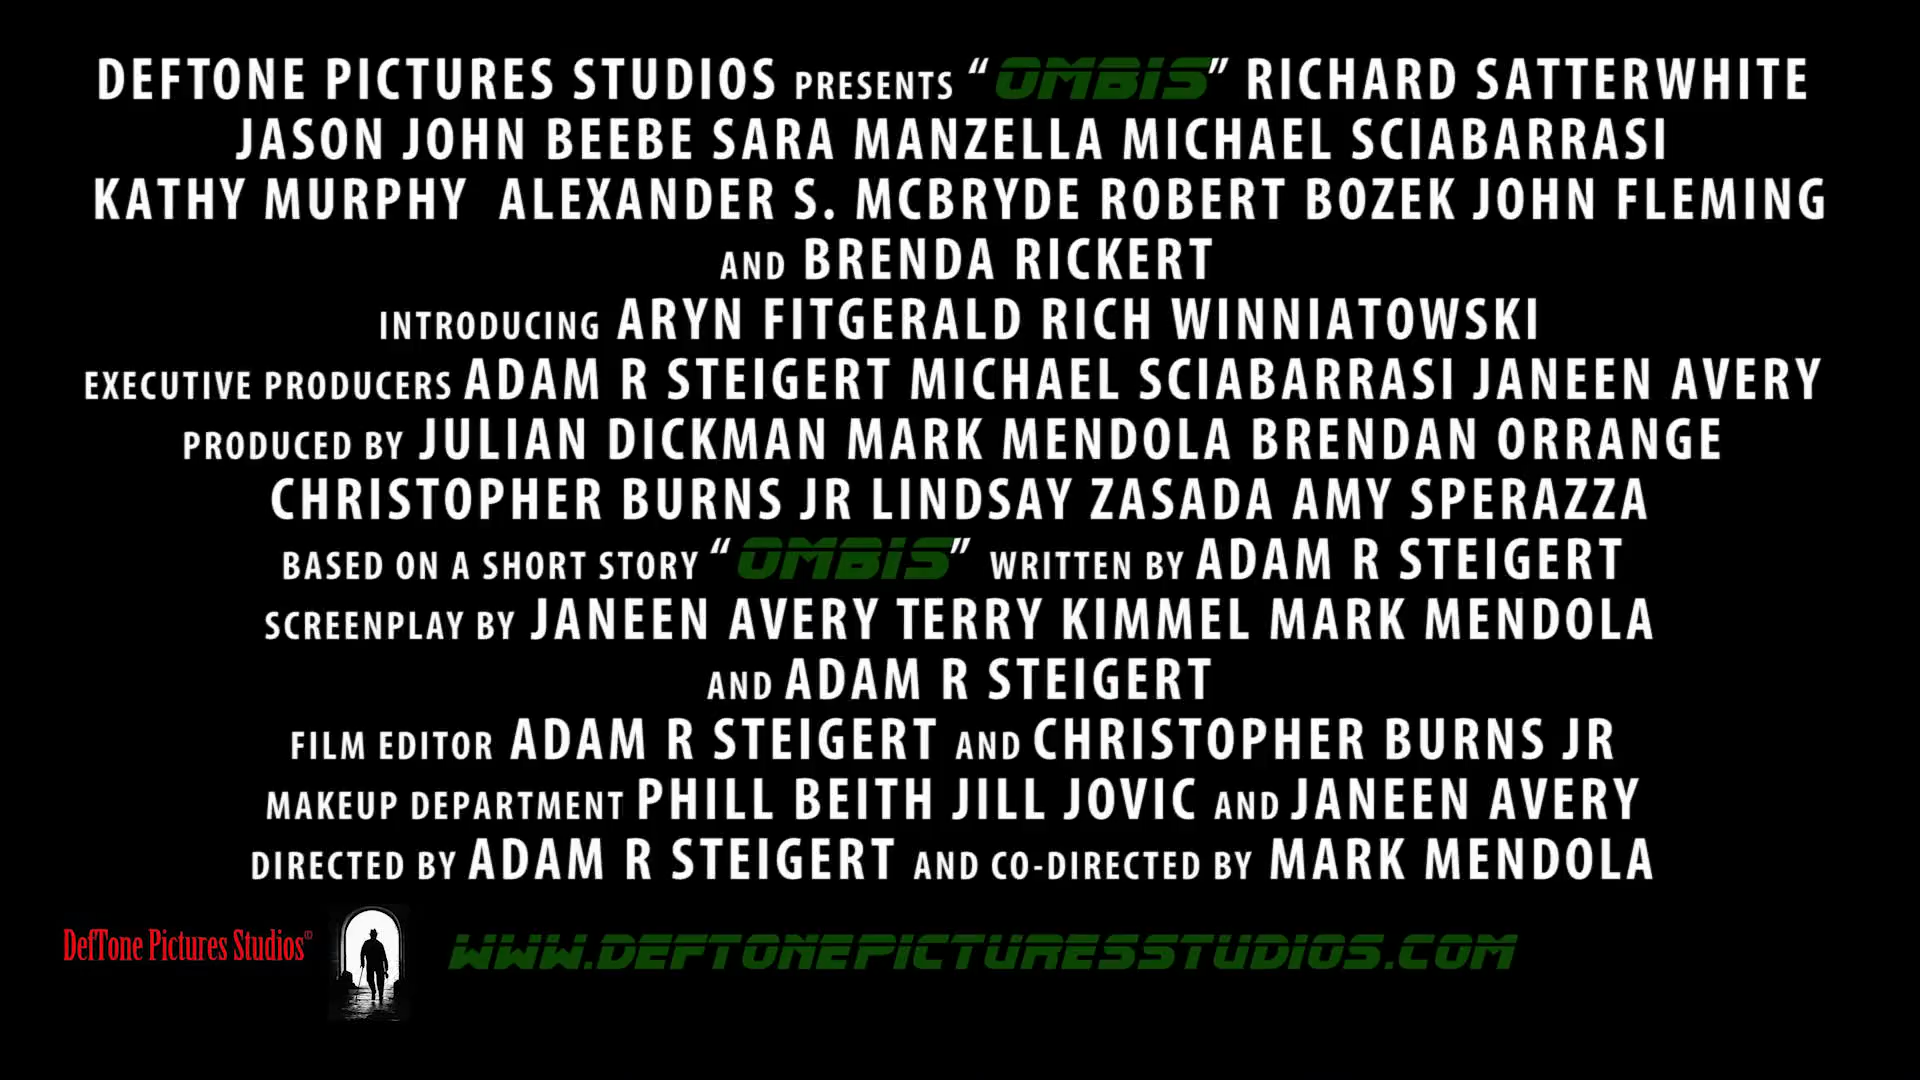 DEFTONE PICTURES STUDIOS PRESENTS “OMBIS” RICHARD SATTERWHITE
JASON JOHN BEEBE SARA MANZELLA MICHAEL SCIABARRASI
KATHY MURPHY ALEXANDER S. MCBRYDE ROBERT BOZEK JOHN FLEMING
AND BRENDA RICKERT
INTRODUCING ARYN FITGERALD RICH WINNIATOWSKI
EXECUTIVE PRODUCERS ADAM R STEIGERT MICHAEL SCIABARRASI JANEEN AVERY
PRODUCED BY JULIAN DICKMAN MARK MENDOLA BRENDAN ORRANGE
CHRISTOPHER BURNS JR LINDSAY ZASADA AMY SPERAZZA
BASED ON A SHORT STORY “OMBIS” WRITTEN BY ADAM R STEIGERT
SCREENPLAY BY JANEEN AVERY TERRY KIMMEL MARK MENDOLA
AND ADAM R STEIGERT
FILM EDITOR ADAM R STEIGERT AND CHRISTOPHER BURNS JR
MAKEUP DEPARTMENT PHILL BEITH JILL JOVIC AND JANEEN AVERY
DIRECTED BY ADAM R STEIGERT AND CO-DIRECTED BY MARK MENDOLA
DefTone Pictures Studios® WWW.DEFTONEPICTURESSTUDIOS.COM